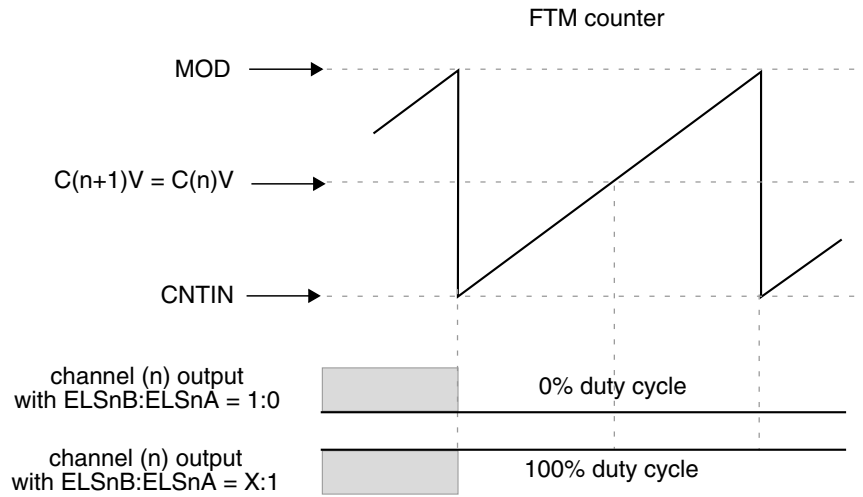 FTM counter
MOD
C(n+1)V = C(n)V
CNTIN
channel (n) output
with ELSnB:ELSnA = 1:0
0% duty cycle
channel (n) output
with ELSnB:ELSnA = X:1
100% duty cycle